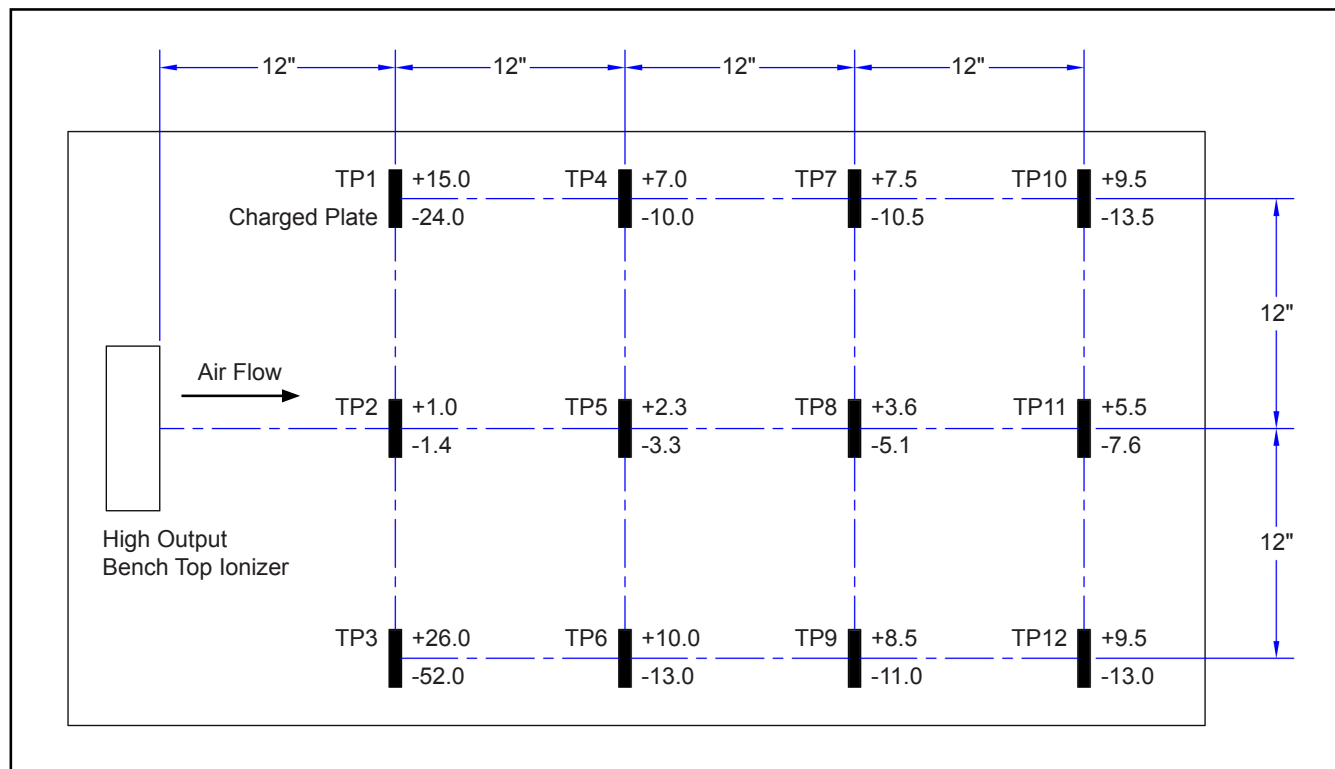 12" 12" 12" 12"
TP1 +15.0 TP4 +7.0 TP7 +7.5 TP10 +9.5
Charged Plate -24.0 -10.0 -10.5 -13.5
12"
Air Flow
TP2 +1.0 TP5 +2.3 TP8 +3.6 TP11 +5.5
-1.4 -3.3 -5.1 -7.6
12"
High Output
Bench Top Ionizer
TP3 +26.0 TP6 +10.0 TP9 +8.5 TP12 +9.5
-52.0 -13.0 -11.0 -13.0